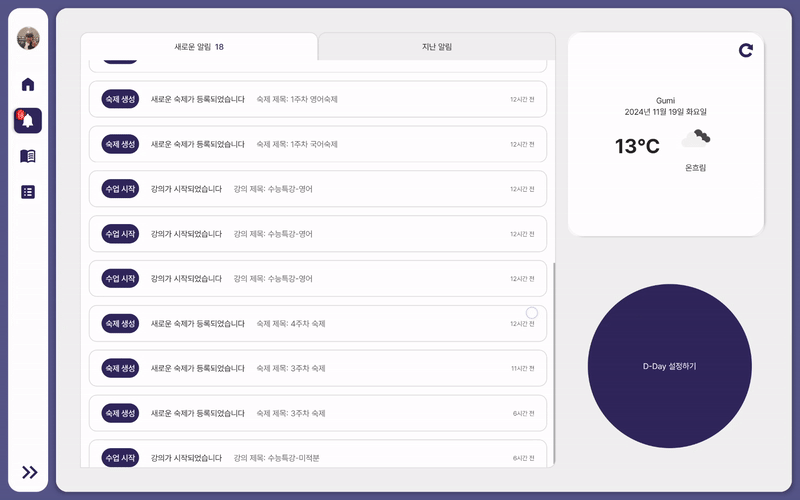 새로운 알림 18
지난 알림
숙제 생성 새로운 숙제가 등록되었습니다 숙제 제목: 1주차 영어숙제 12시간 전
숙제 생성 새로운 숙제가 등록되었습니다 숙제 제목: 1주차 국어숙제 12시간 전
수업 시작 강의가 시작되었습니다 강의 제목: 수능특강-영어 12시간 전
수업 시작 강의가 시작되었습니다 강의 제목: 수능특강-영어 12시간 전
수업 시작 강의가 시작되었습니다 강의 제목: 수능특강-영어 12시간 전
숙제 생성 새로운 숙제가 등록되었습니다 숙제 제목: 4주차 숙제 12시간 전
숙제 생성 새로운 숙제가 등록되었습니다 숙제 제목: 3주차 숙제 11시간 전
숙제 생성 새로운 숙제가 등록되었습니다 숙제 제목: 3주차 숙제 6시간 전
수업 시작 강의가 시작되었습니다 강의 제목: 수능특강-미적분 6시간 전
Gumi
2024년 11월 19일 화요일
13°C
온흐림
D-Day 설정하기